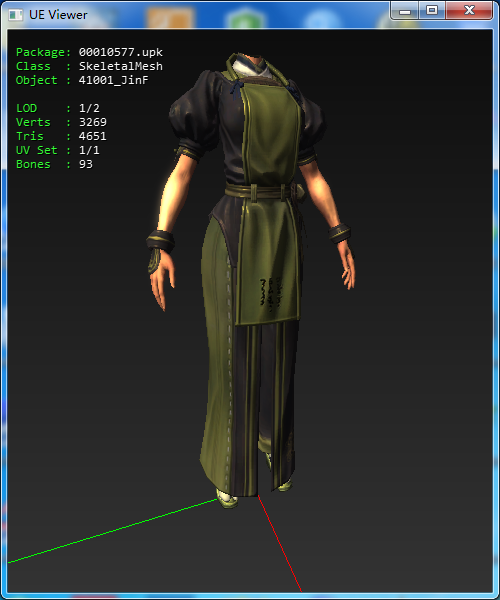 UE Viewer
Package: 00010577.upk
Class : SkeletalMesh
Object : 41001_JinF
LOD : 1/2
Verts : 3269
Tris : 4651
UV Set : 1/1
Bones : 93